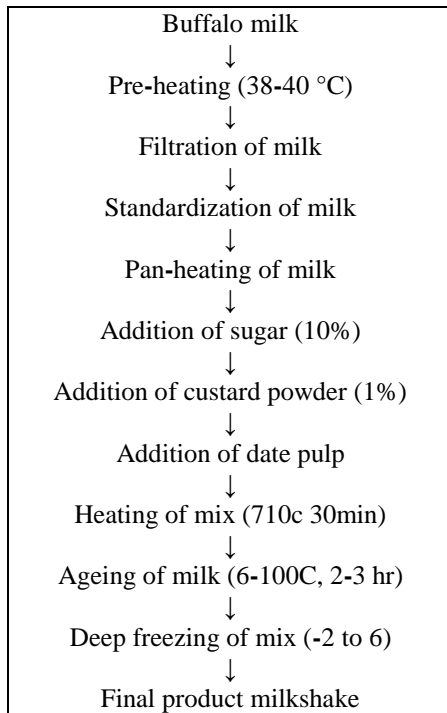 Buffalo milk
↓
Pre-heating (38-40 °C)
↓
Filtration of milk
↓
Standardization of milk
↓
Pan-heating of milk
↓
Addition of sugar (10%)
↓
Addition of custard powder (1%)
↓
Addition of date pulp
↓
Heating of mix (710c 30min)
↓
Ageing of milk (6-100C, 2-3 hr)
↓
Deep freezing of mix (-2 to 6)
↓
Final product milkshake